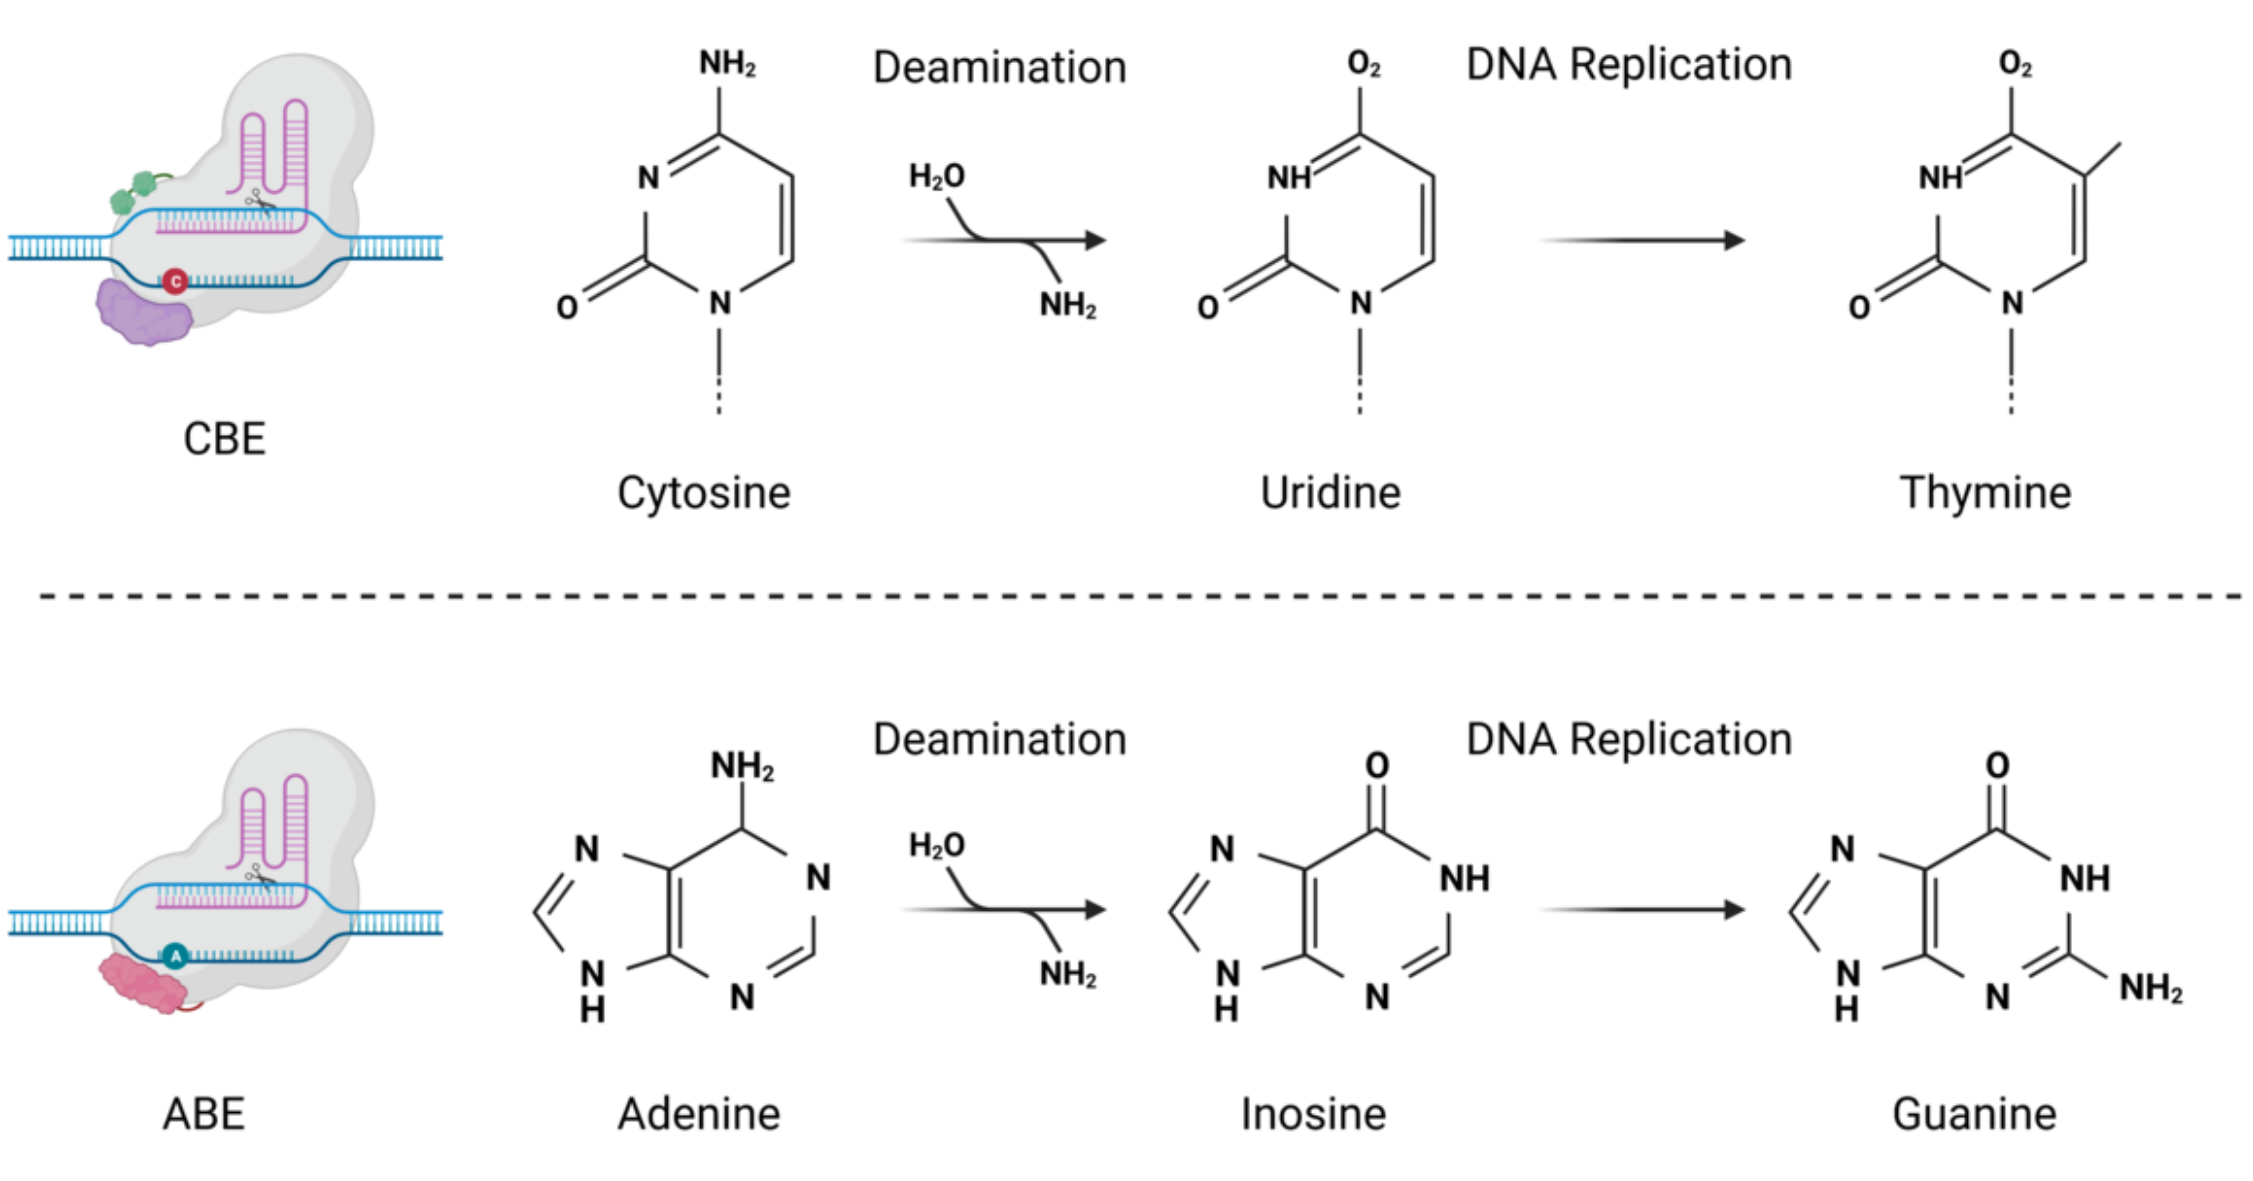 NH₂
Deamination
O₂
DNA Replication
O₂
N
H₂O
NH
NH
C
O
N
NH₂
O
N
O
N
CBE
Cytosine
Uridine
Thymine
Deamination
DNA Replication
NH₂
O
O
N
N
H₂O
N
NH
N
NH
A
N
H
N
NH₂
N
H
N
N
H
N
NH₂
ABE
Adenine
Inosine
Guanine